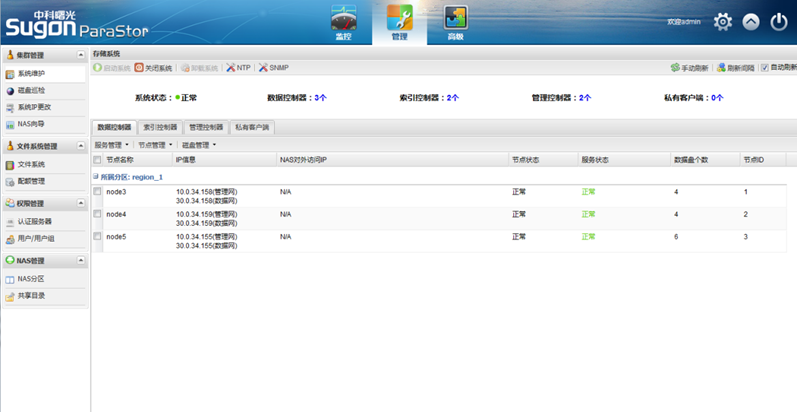 中科曙光
Sugon ParaStor
监控
管理
高级
欢迎admin
集群管理
系统维护
磁盘巡检
系统IP更改
NAS向导
文件系统管理
文件系统
配额管理
权限管理
认证服务器
用户/用户组
NAS管理
NAS分区
共享目录
存储系统
启动系统 关闭系统 卸载系统 NTP SNMP 手动刷新 刷新间隔 自动刷新
系统状态： 正常 数据控制器：3个 索引控制器：2个 管理控制器：2个 私有客户端：0个
数据控制器 索引控制器 管理控制器 私有客户端
服务管理 节点管理 磁盘管理
节点名称 IP信息 NAS对外访问IP 节点状态 服务状态 数据盘个数 节点ID
所属分区: region_1
node3 10.0.34.158(管理网) N/A 正常 正常 4 1
30.0.34.158(数据网)
node4 10.0.34.159(管理网) N/A 正常 正常 4 2
30.0.34.159(数据网)
node5 10.0.34.155(管理网) N/A 正常 正常 6 3
30.0.34.155(数据网)